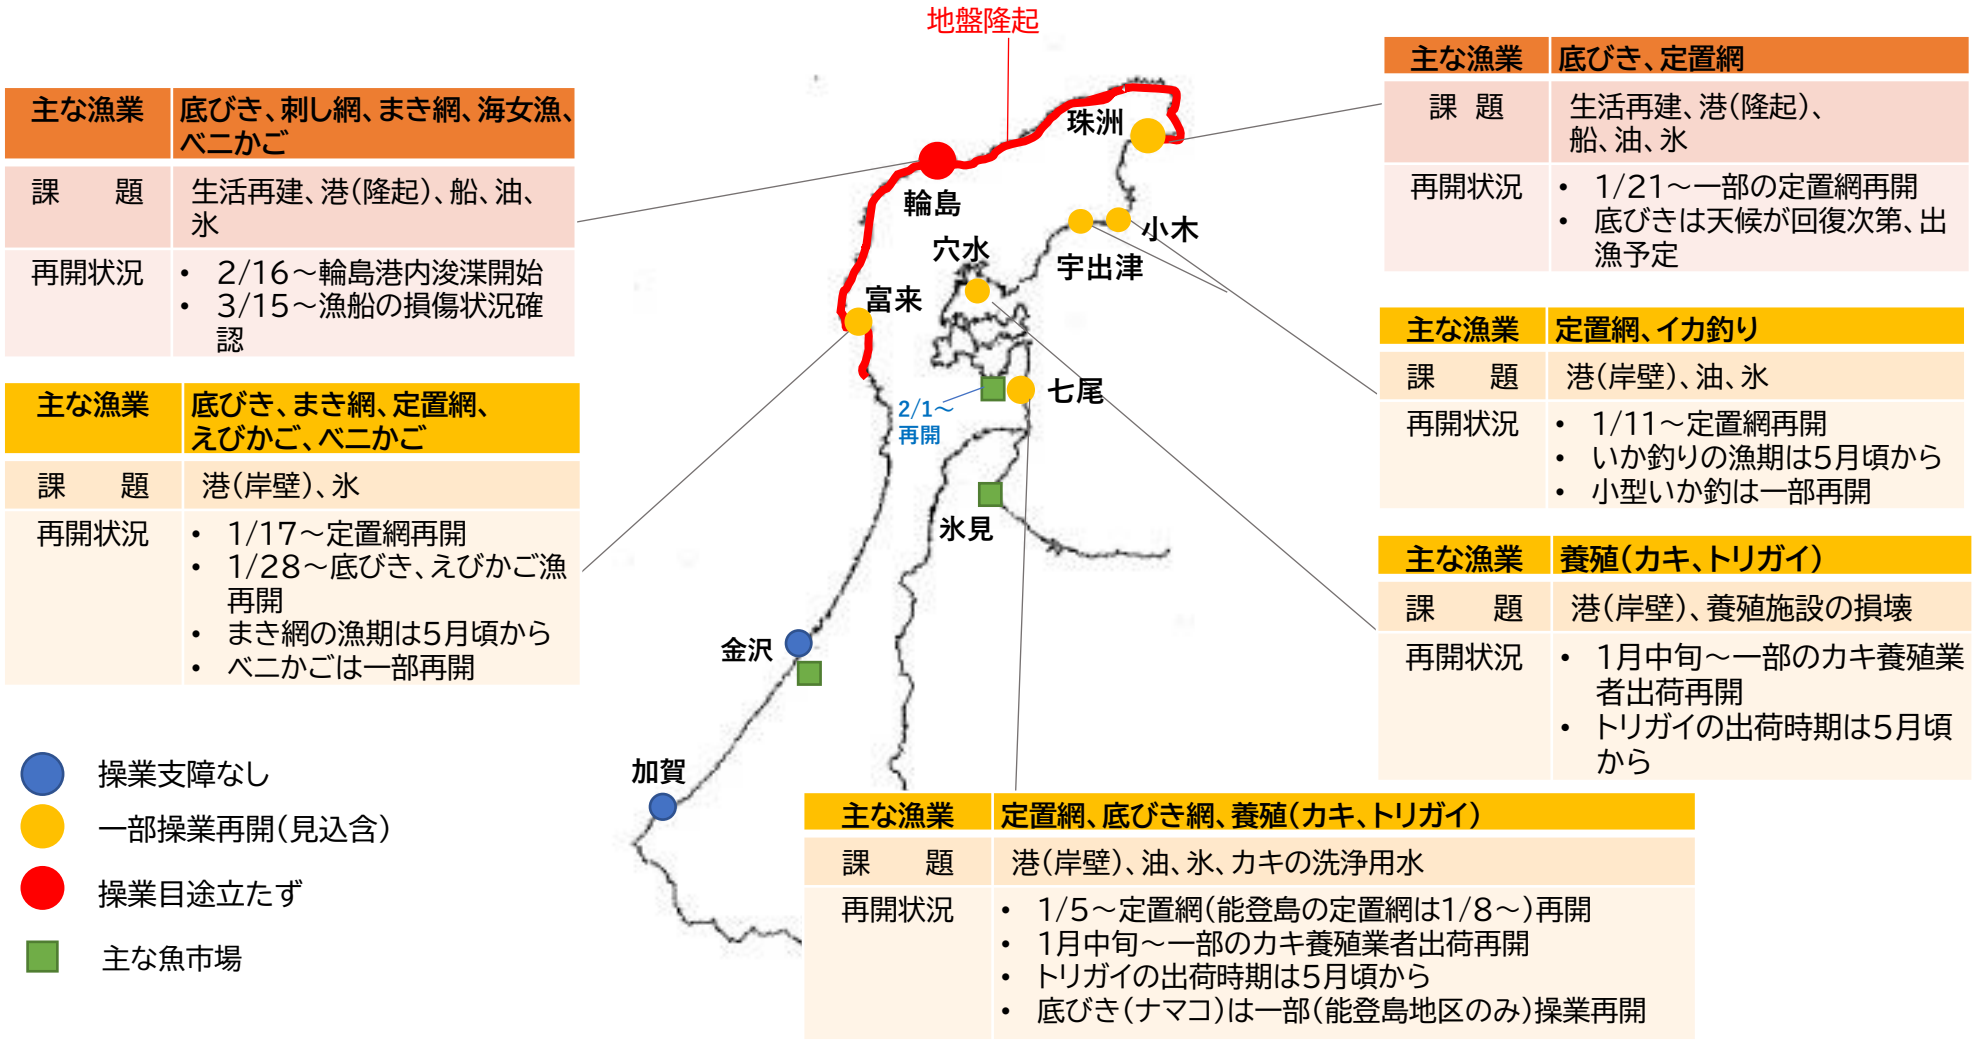 地盤隆起
主な漁業 底びき、刺し網、まき網、海女漁、
ベニかご
課　題 生活再建、港(隆起)、船、油、
氷
再開状況 • 2/16～輪島港内浚渫開始
• 3/15～漁船の損傷状況確
認
主な漁業 底びき、まき網、定置網、
えびかご、ベニかご
課　題 港(岸壁)、氷
再開状況 • 1/17～定置網再開
• 1/28～底びき、えびかご漁
再開
• まき網の漁期は5月頃から
• ベニかごは一部再開
操業支障なし
一部操業再開(見込含)
操業目途立たず
主な魚市場
珠洲
輪島
小木
穴水
宇出津
富来
七尾
2/1～
再開
氷見
金沢
加賀
主な漁業 底びき、定置網
課 題 生活再建、港(隆起)、
船、油、氷
再開状況 • 1/21～一部の定置網再開
• 底びきは天候が回復次第、出
漁予定
主な漁業 定置網、イカ釣り
課　題 港(岸壁)、油、氷
再開状況 • 1/11～定置網再開
• いか釣りの漁期は5月頃から
• 小型いか釣は一部再開
主な漁業 養殖(カキ、トリガイ)
課　題 港(岸壁)、養殖施設の損壊
再開状況 • 1月中旬～一部のカキ養殖業
者出荷再開
• トリガイの出荷時期は5月頃
から
主な漁業 定置網、底びき網、養殖(カキ、トリガイ)
課　題 港(岸壁)、油、氷、カキの洗浄用水
再開状況 • 1/5～定置網(能登島の定置網は1/8～)再開
• 1月中旬～一部のカキ養殖業者出荷再開
• トリガイの出荷時期は5月頃から
• 底びき(ナマコ)は一部(能登島地区のみ)操業再開